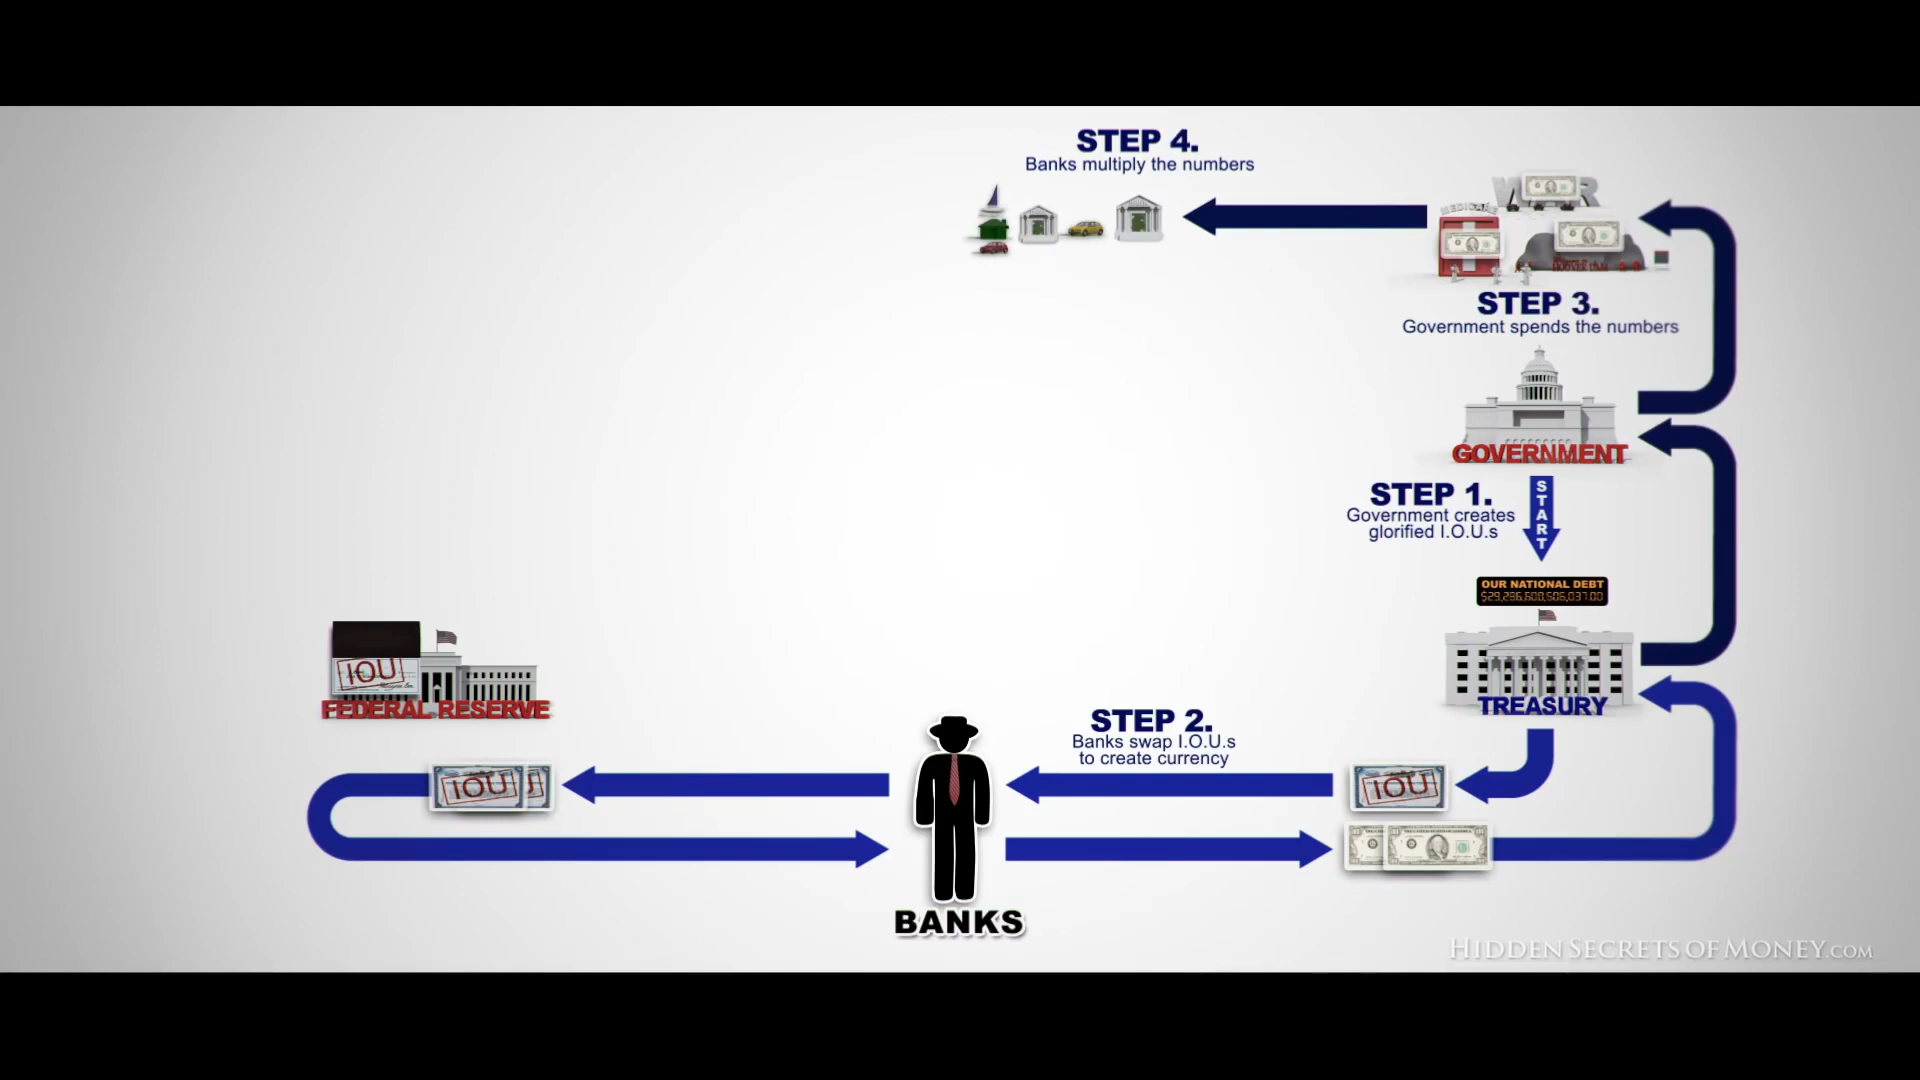 STEP 4.
Banks multiply the numbers
WAR
MEDICARE
STEP 3.
Government spends the numbers
GOVERNMENT
STEP 1.
Government creates
glorified I.O.U.s
START
OUR NATIONAL DEBT
TREASURY
IOU
FEDERAL RESERVE
STEP 2.
Banks swap I.O.U.s
to create currency
IOU
IOU
BANKS
HIDDEN SECRETS OF MONEY.COM